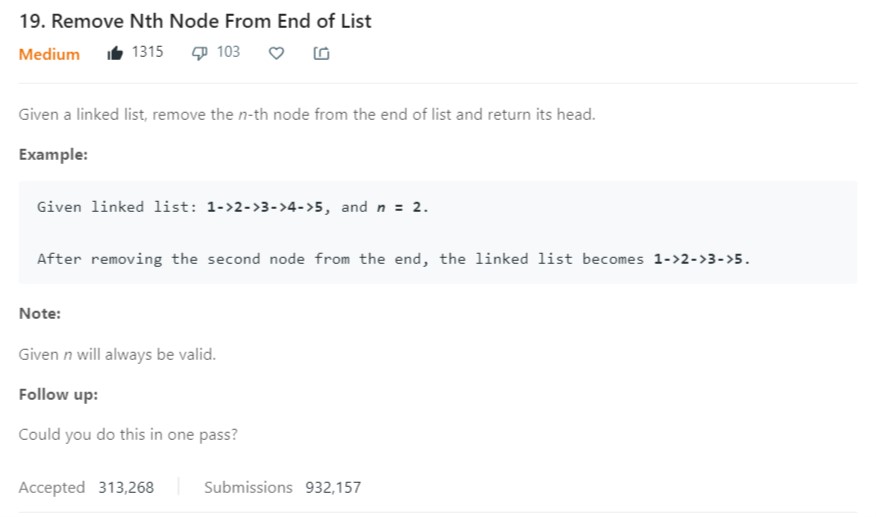 19. Remove Nth Node From End of List
Medium 1315 103
Given a linked list, remove the n-th node from the end of list and return its head.
Example:
Given linked list: 1->2->3->4->5, and n = 2.
After removing the second node from the end, the linked list becomes 1->2->3->5.
Note:
Given n will always be valid.
Follow up:
Could you do this in one pass?
Accepted 313,268 Submissions 932,157